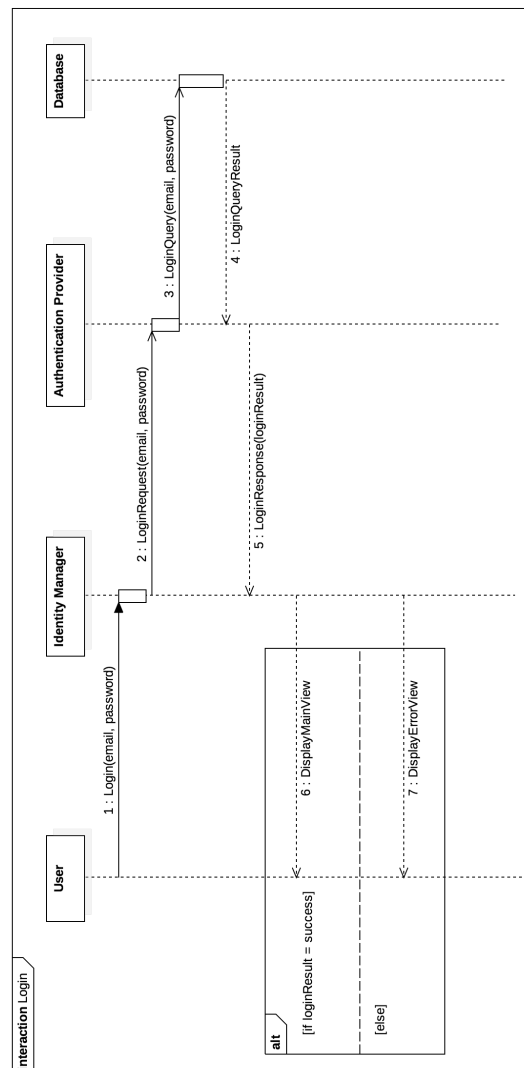 nteraction Login
User
Identity Manager
Authentication Provider
Database
1 : Login(email, password)
2 : LoginRequest(email, password)
3 : LoginQuery(email, password)
4 : LoginQueryResult
5 : LoginResponse(loginResult)
alt
[if loginResult = success]
6 : DisplayMainView
[else]
7 : DisplayErrorView